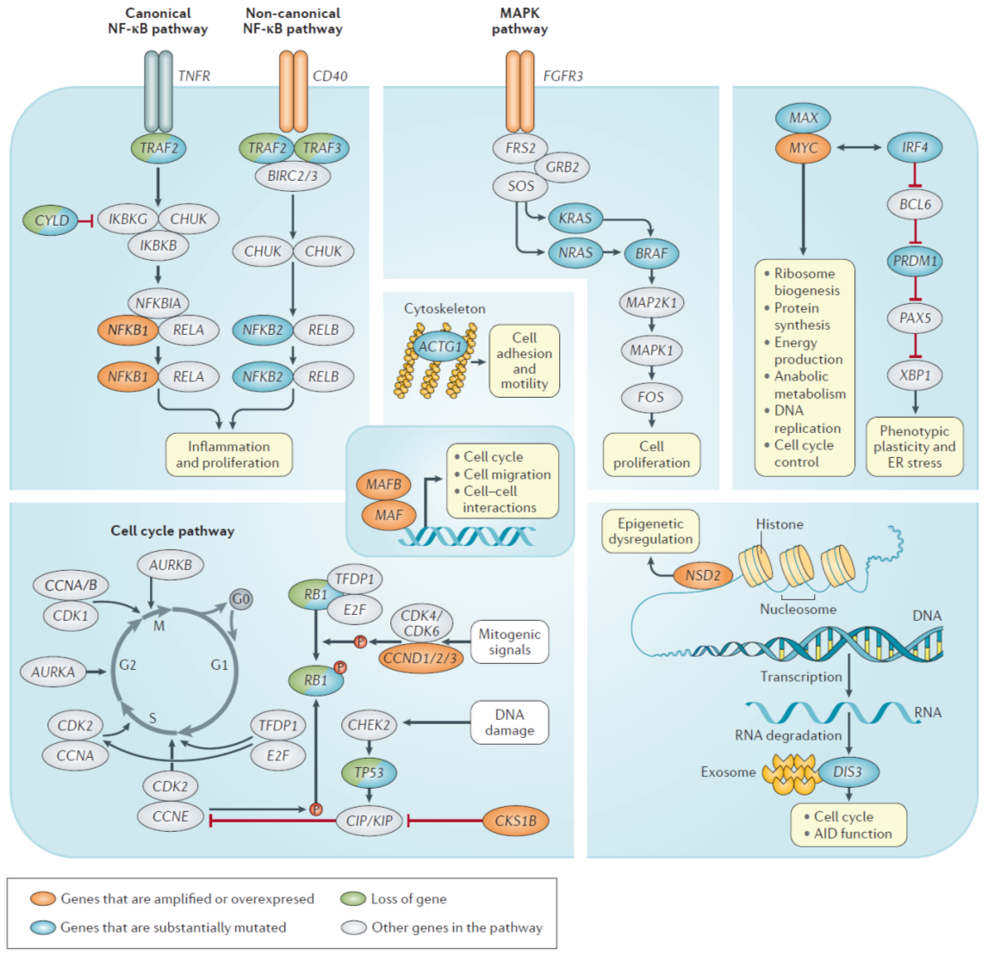 Canonical
NF-κB pathway
Non-canonical
NF-κB pathway
MAPK
pathway
TNFR
CD40
FGFR3
TRAF2
TRAF2
TRAF3
BIRC2/3
CYLD
IKBKG
CHUK
IKBKB
CHUK
CHUK
NFKBIA
NFKB1
RELA
NFKB2
RELB
NFKB1
RELA
NFKB2
RELB
Inflammation
and proliferation
FRS2
GRB2
SOS
KRAS
NRAS
BRAF
MAP2K1
MAPK1
FOS
Cell
proliferation
Cytoskeleton
ACTG1
Cell
adhesion
and
motility
MAFB
MAF
• Cell cycle
• Cell migration
• Cell–cell
interactions
MAX
MYC
IRF4
BCL6
PRDM1
PAX5
XBP1
• Ribosome
biogenesis
• Protein
synthesis
• Energy
production
• Anabolic
metabolism
• DNA
replication
• Cell cycle
control
Phenotypic
plasticity and
ER stress
Cell cycle pathway
AURKB
CCNA/B
CDK1
G0
M
G2
G1
S
AURKA
CDK2
CCNA
TFDP1
E2F
CDK2
CCNE
RB1
TFDP1
E2F
CDK4/
CDK6
CCND1/2/3
Mitogenic
signals
P
P
RB1
CHEK2
DNA
damage
TP53
P
CIP/KIP
CKS1B
Epigenetic
dysregulation
Histone
NSD2
Nucleosome
DNA
Transcription
RNA
RNA degradation
Exosome
DIS3
• Cell cycle
• AID function
Genes that are amplified or overexpresed
Loss of gene
Genes that are substantially mutated
Other genes in the pathway